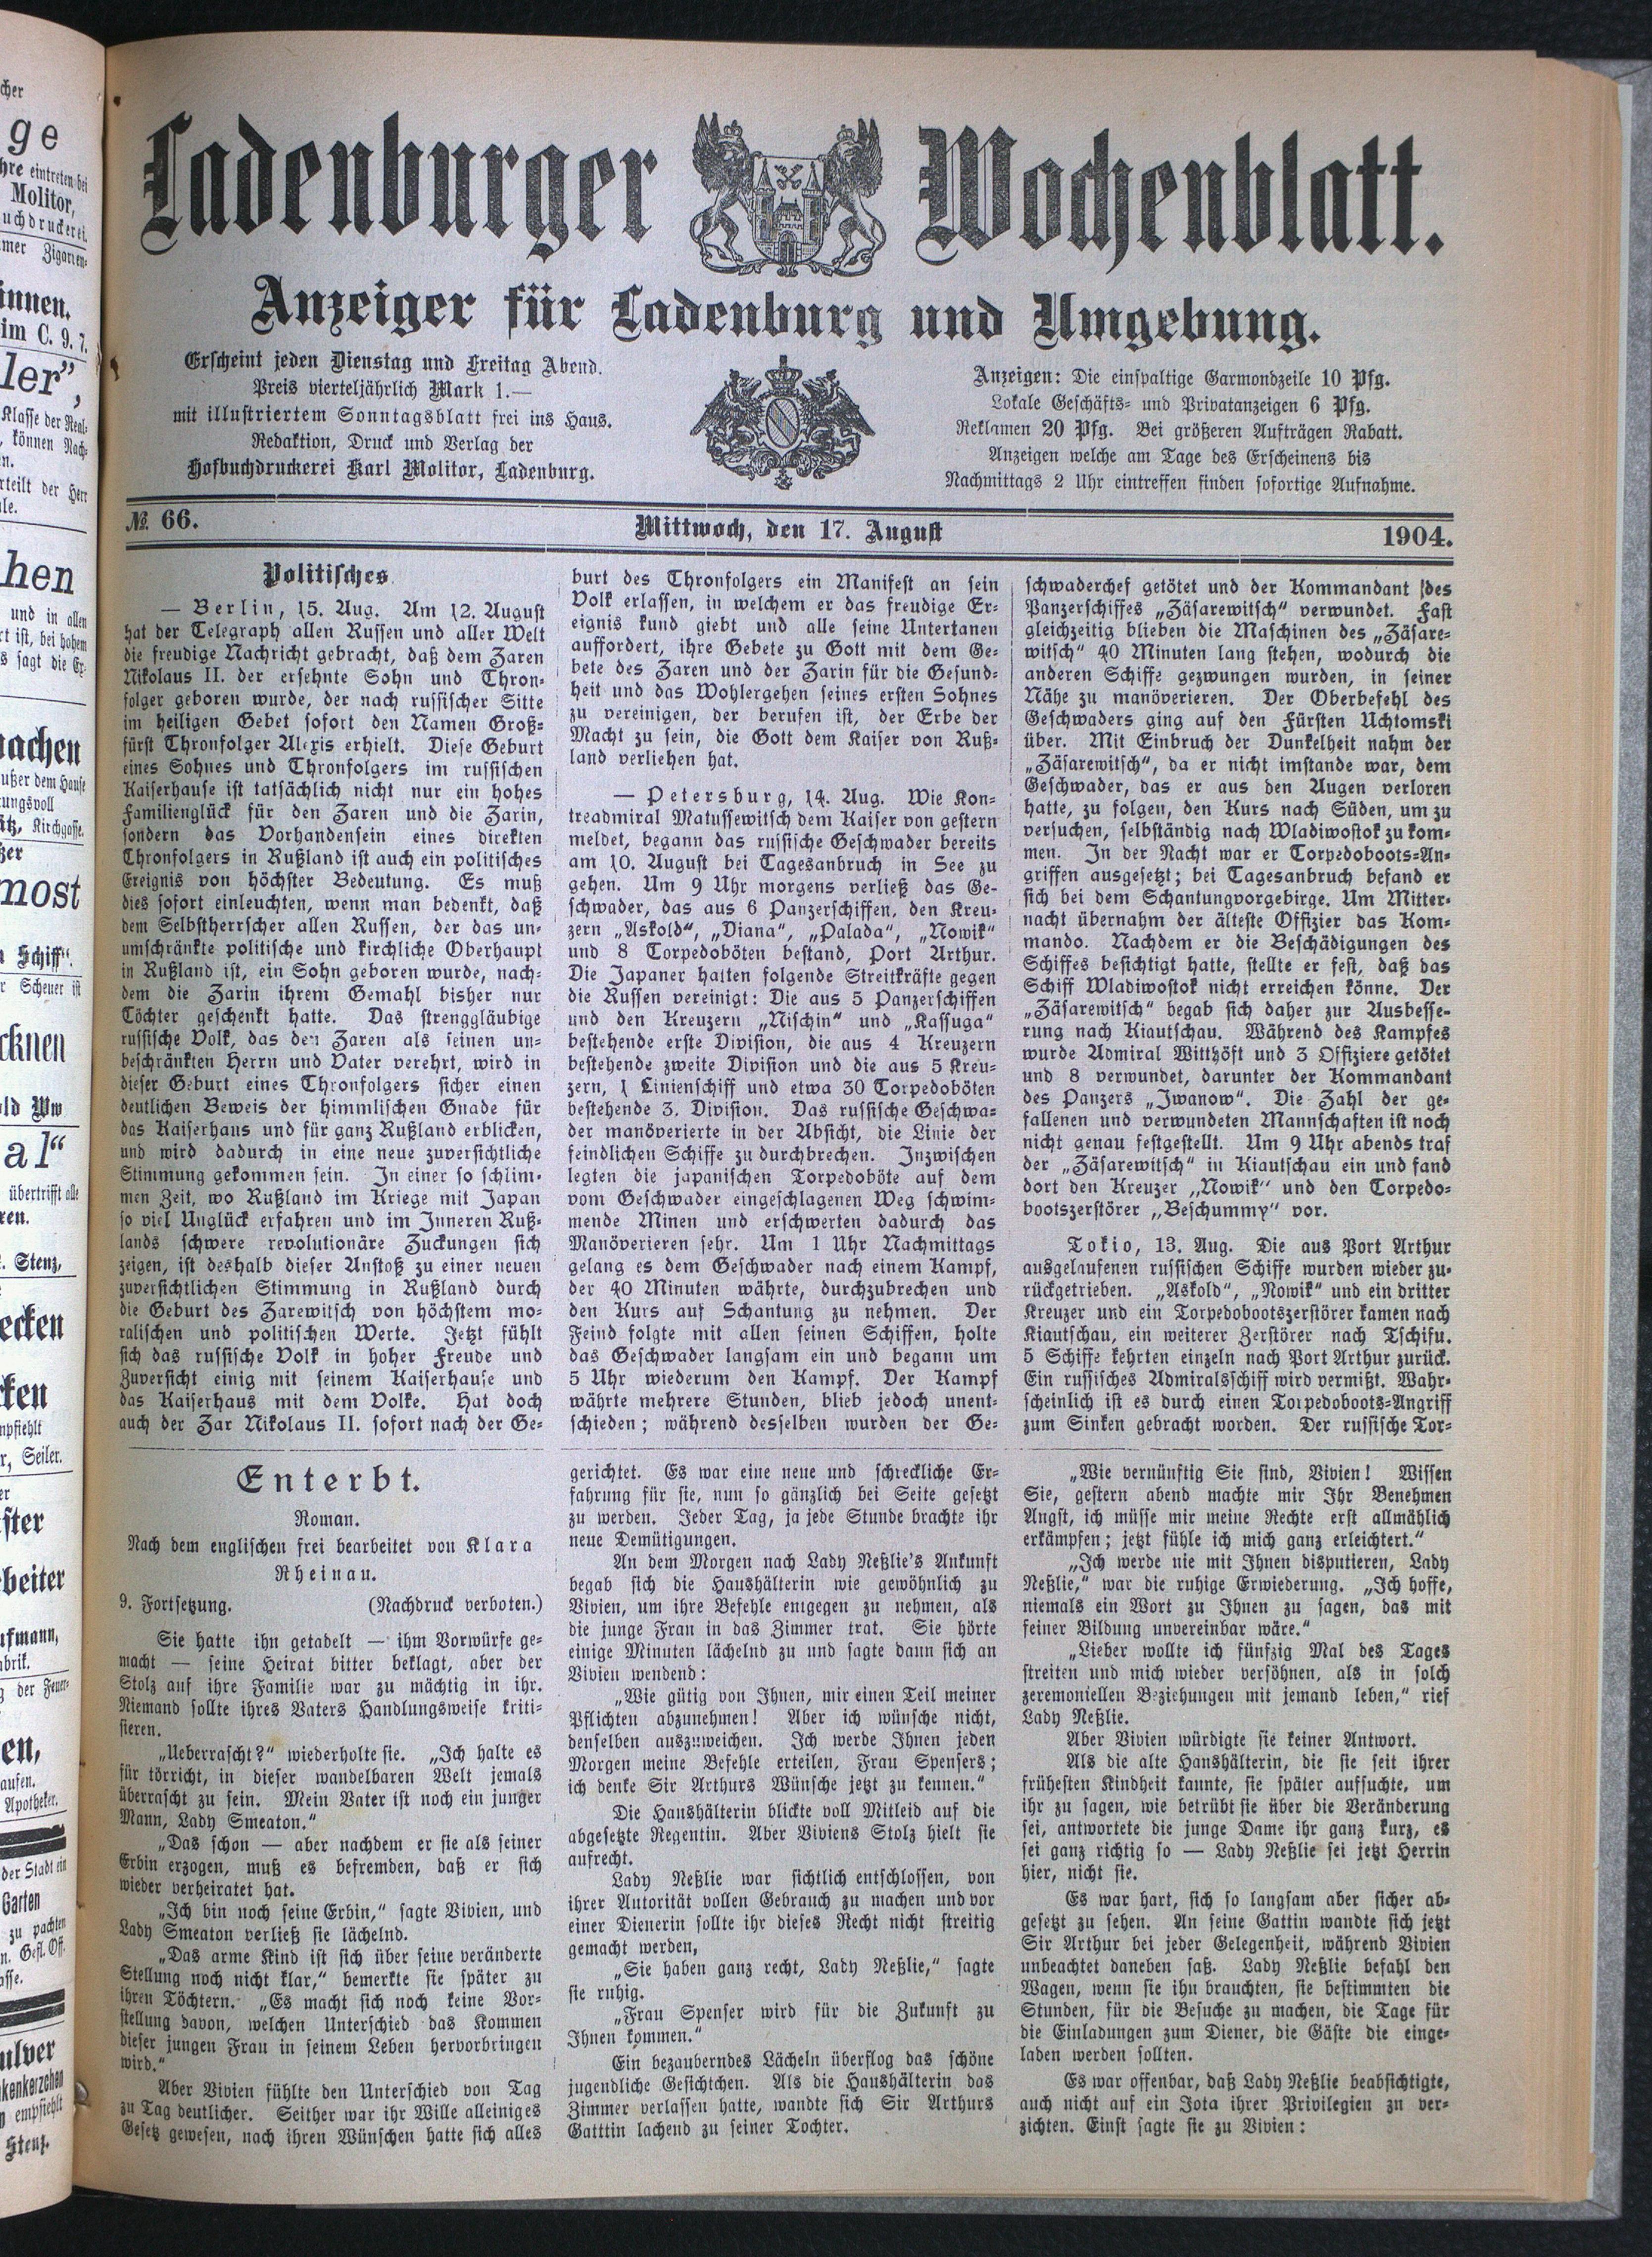 Ladenburger Wochenblatt.
Anzeiger für Ladenburg und Umgebung.
Erscheint jeden Dienstag und Freitag Abend.
Preis vierteljährlich Mark 1.—
mit illustriertem Sonntagsblatt frei ins Haus.
Redaktion, Druck und Verlag der
Hofbuchdruckerei Karl Molitor, Ladenburg.
Anzeigen: Die einspaltige Garmondzeile 10 Pfg.
Lokale Geschäfts- und Privatanzeigen 6 Pfg.
Reklamen 20 Pfg. Bei größeren Aufträgen Rabatt.
Anzeigen welche am Tage des Erscheinens bis
Nachmittags 2 Uhr eintreffen finden sofortige Aufnahme.
№ 66. Mittwoch, den 17. August 1904.
Politisches
— Berlin, 15. Aug. Am 12. August
hat der Telegraph allen Russen und aller Welt
die freudige Nachricht gebracht, daß dem Zaren
Nikolaus II. der ersehnte Sohn und Thron-
folger geboren wurde, der nach russischer Sitte
im heiligen Gebet sofort den Namen Groß-
fürst Thronfolger Alexis erhielt. Diese Geburt
eines Sohnes und Thronfolgers im russischen
Kaiserhause ist tatsächlich nicht nur ein hohes
Familienglück für den Zaren und die Zarin,
sondern das Vorhandensein eines direkten
Thronfolgers in Rußland ist auch ein politisches
Ereignis von höchster Bedeutung. Es muß
dies sofort einleuchten, wenn man bedenkt, daß
dem Selbstherrscher allen Russen, der das un-
umschränkte politische und kirchliche Oberhaupt
in Rußland ist, ein Sohn geboren wurde, nach-
dem die Zarin ihrem Gemahl bisher nur
Töchter geschenkt hatte. Das strenggläubige
russische Volk, das den Zaren als seinen un-
beschränkten Herrn und Vater verehrt, wird in
dieser Geburt eines Thronfolgers sicher einen
deutlichen Beweis der himmlischen Gnade für
das Kaiserhaus und für ganz Rußland erblicken,
und wird dadurch in eine neue zuversichtliche
Stimmung gekommen sein. In einer so schlim-
men Zeit, wo Rußland im Kriege mit Japan
so viel Unglück erfahren und im Inneren Ruß-
lands schwere revolutionäre Zuckungen sich
zeigen, ist deshalb dieser Anstoß zu einer neuen
zuversichtlichen Stimmung in Rußland durch
die Geburt des Zarewitsch von höchstem mo-
ralischen und politischen Werte. Jetzt fühlt
sich das russische Volk in hoher Freude und
Zuversicht einig mit seinem Kaiserhause und
das Kaiserhaus mit dem Volke. Hat doch
auch der Zar Nikolaus II. sofort nach der Ge-
burt des Thronfolgers ein Manifest an sein
Volk erlassen, in welchem er das freudige Er-
eignis kund giebt und alle seine Untertanen
auffordert, ihre Gebete zu Gott mit dem Ge-
bete des Zaren und der Zarin für die Gesund-
heit und das Wohlergehen seines ersten Sohnes
zu vereinigen, der berufen ist, der Erbe der
Macht zu sein, die Gott dem Kaiser von Ruß-
land verliehen hat.
— Petersburg, 14. Aug. Wie Kon-
treadmiral Matussewitsch dem Kaiser von gestern
meldet, begann das russische Geschwader bereits
am 10. August bei Tagesanbruch in See zu
gehen. Um 9 Uhr morgens verließ das Ge-
schwader, das aus 6 Panzerschiffen, den Kreu-
zern „Askold“, „Diana“, „Palada“, „Nowik“
und 8 Torpedoböten bestand, Port Arthur.
Die Japaner hatten folgende Streitkräfte gegen
die Russen vereinigt: Die aus 5 Panzerschiffen
und den Kreuzern „Nischin“ und „Kassuga“
bestehende erste Division, die aus 4 Kreuzern
bestehende zweite Division und die aus 5 Kreu-
zern, 1 Linienschiff und etwa 30 Torpedoböten
bestehende 3. Division. Das russische Geschwa-
der manöverierte in der Absicht, die Linie der
feindlichen Schiffe zu durchbrechen. Inzwischen
legten die japanischen Torpedoböte auf dem
vom Geschwader eingeschlagenen Weg schwim-
mende Minen und erschwerten dadurch das
Manöverieren sehr. Um 1 Uhr Nachmittags
gelang es dem Geschwader nach einem Kampf,
der 40 Minuten währte, durchzubrechen und
den Kurs auf Schantung zu nehmen. Der
Feind folgte mit allen seinen Schiffen, holte
das Geschwader langsam ein und begann um
5 Uhr wiederum den Kampf. Der Kampf
währte mehrere Stunden, blieb jedoch unent-
schieden; während desselben wurden der Ge-
schwaderchef getötet und der Kommandant des
Panzerschiffes „Zäsarewitsch“ verwundet. Fast
gleichzeitig blieben die Maschinen des „Zäsare-
witsch“ 40 Minuten lang stehen, wodurch die
anderen Schiffe gezwungen wurden, in seiner
Nähe zu manöverieren. Der Oberbefehl des
Geschwaders ging auf den Fürsten Uchtomski
über. Mit Einbruch der Dunkelheit nahm der
„Zäsarewitsch“, da er nicht imstande war, dem
Geschwader, das er aus den Augen verloren
hatte, zu folgen, den Kurs nach Süden, um zu
versuchen, selbständig nach Wladiwostok zu kom-
men. In der Nacht war er Torpedoboots-An-
griffen ausgesetzt; bei Tagesanbruch befand er
sich bei dem Schantungvorgebirge. Um Mitter-
nacht übernahm der älteste Offizier das Kom-
mando. Nachdem er die Beschädigungen des
Schiffes besichtigt hatte, stellte er fest, daß das
Schiff Wladiwostok nicht erreichen könne. Der
„Zäsarewitsch“ begab sich daher zur Ausbesse-
rung nach Kiautschau. Während des Kampfes
wurde Admiral Witthöft und 3 Offiziere getötet
und 8 verwundet, darunter der Kommandant
des Panzers „Iwanow“. Die Zahl der ge-
fallenen und verwundeten Mannschaften ist noch
nicht genau festgestellt. Um 9 Uhr abends traf
der „Zäsarewitsch“ in Kiautschau ein und fand
dort den Kreuzer „Nowik“ und den Torpedo-
bootszerstörer „Beschummy“ vor.
Tokio, 13. Aug. Die aus Port Arthur
ausgelaufenen russischen Schiffe wurden wieder zu-
rückgetrieben. „Askold“, „Nowik“ und ein dritter
Kreuzer und ein Torpedobootszerstörer kamen nach
Kiautschau, ein weiterer Zerstörer nach Tschifu.
5 Schiffe kehrten einzeln nach Port Arthur zurück.
Ein russisches Admiralsschiff wird vermißt. Wahr-
scheinlich ist es durch einen Torpedoboots-Angriff
zum Sinken gebracht worden. Der russische Tor-
Enterbt.
Roman.
Nach dem englischen frei bearbeitet von Klara
Rheinau.
9. Fortsetzung. (Nachdruck verboten.)
Sie hatte ihn getadelt — ihm Vorwürfe ge-
macht — seine Heirat bitter beklagt, aber der
Stolz auf ihre Familie war zu mächtig in ihr.
Niemand sollte ihres Vaters Handlungsweise kriti-
sieren.
„Ueberrascht?“ wiederholte sie. „Ich halte es
für törricht, in dieser wandelbaren Welt jemals
überrascht zu sein. Mein Vater ist noch ein junger
Mann, Lady Smeaton.“
„Das schon — aber nachdem er sie als seiner
Erbin erzogen, muß es befremden, daß er sich
wieder verheiratet hat.
„Ich bin noch seine Erbin,“ sagte Vivien, und
Lady Smeaton verließ sie lächelnd.
„Das arme Kind ist sich über seine veränderte
Stellung noch nicht klar,“ bemerkte sie später zu
ihren Töchtern. „Es macht sich noch keine Vor-
stellung davon, welchen Unterschied das Kommen
dieser jungen Frau in seinem Leben hervorbringen
wird.“
Aber Vivien fühlte den Unterschied von Tag
zu Tag deutlicher. Seither war ihr Wille alleiniges
Gesetz gewesen, nach ihren Wünschen hatte sich alles
gerichtet. Es war eine neue und schreckliche Er-
fahrung für sie, nun so gänzlich bei Seite gesetzt
zu werden. Jeder Tag, ja jede Stunde brachte ihr
neue Demütigungen.
An dem Morgen nach Lady Neßlie's Ankunft
begab sich die Haushälterin wie gewöhnlich zu
Vivien, um ihre Befehle entgegen zu nehmen, als
die junge Frau in das Zimmer trat. Sie hörte
einige Minuten lächelnd zu und sagte dann sich an
Vivien wendend:
„Wie gütig von Ihnen, mir einen Teil meiner
Pflichten abzunehmen! Aber ich wünsche nicht,
denselben auszuweichen. Ich werde Ihnen jeden
Morgen meine Befehle erteilen, Frau Spensers;
ich denke Sir Arthurs Wünsche jetzt zu kennen.“
Die Haushälterin blickte voll Mitleid auf die
abgesetzte Regentin. Aber Viviens Stolz hielt sie
aufrecht.
Lady Neßlie war sichtlich entschlossen, von
ihrer Autorität vollen Gebrauch zu machen und vor
einer Dienerin sollte ihr dieses Recht nicht streitig
gemacht werden,
„Sie haben ganz recht, Lady Neßlie,“ sagte
sie ruhig.
„Frau Spenser wird für die Zukunft zu
Ihnen kommen.“
Ein bezauberndes Lächeln überflog das schöne
jugendliche Gesichtchen. Als die Haushälterin das
Zimmer verlassen hatte, wandte sich Sir Arthurs
Gatttin lachend zu seiner Tochter.
„Wie vernünftig Sie sind, Vivien! Wissen
Sie, gestern abend machte mir Ihr Benehmen
Angst, ich müsse mir meine Rechte erst allmählich
erkämpfen; jetzt fühle ich mich ganz erleichtert.“
„Ich werde nie mit Ihnen disputieren, Lady
Neßlie,“ war die ruhige Erwiederung. „Ich hoffe,
niemals ein Wort zu Ihnen zu sagen, das mit
feiner Bildung unvereinbar wäre.“
„Lieber wollte ich fünfzig Mal des Tages
streiten und mich wieder versöhnen, als in solch
zeremoniellen Beziehungen mit jemand leben,“ rief
Lady Neßlie.
Aber Vivien würdigte sie keiner Antwort.
Als die alte Haushälterin, die sie seit ihrer
frühesten Kindheit kannte, sie später aufsuchte, um
ihr zu sagen, wie betrübt sie über die Veränderung
sei, antwortete die junge Dame ihr ganz kurz, es
sei ganz richtig so — Lady Neßlie sei jetzt Herrin
hier, nicht sie.
Es war hart, sich so langsam aber sicher ab-
gesetzt zu sehen. An seine Gattin wandte sich jetzt
Sir Arthur bei jeder Gelegenheit, während Vivien
unbeachtet daneben saß. Lady Neßlie befahl den
Wagen, wenn sie ihn brauchten, sie bestimmten die
Stunden, für die Besuche zu machen, die Tage für
die Einladungen zum Diener, die Gäste die einge-
laden werden sollten.
Es war offenbar, daß Lady Neßlie beabsichtigte,
auch nicht auf ein Jota ihrer Privilegien zu ver-
zichten. Einst sagte sie zu Vivien: